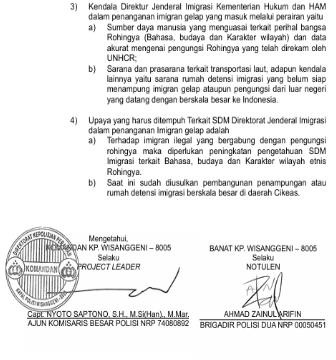 3) Kendala Direktur Jenderal Imigrasi Kementerian Hukum dan HAM
dalam penanganan imigran gelap yang masuk melalui perairan yaitu
a) Sumber daya manusia yang menguasai terkait perihal bangsa
Rohingya (Bahasa, budaya dan Karakter wilayah) dan data
akurat mengenai pengungsi Rohingya yang telah direkam oleh
UNHCR;
b) Sarana dan prasarana terkait transportasi laut, adapun kendala
lainnya yaitu sarana rumah detensi imigrasi yang belum siap
menampung imigran gelap ataupun pengungsi dari luar negeri
yang datang dengan berskala besar ke Indonesia.
4) Upaya yang harus ditempuh Terkait SDM Direktorat Jenderal Imigrasi
dalam penanganan Imigran gelap adalah
a) Terhadap imigran ilegal yang bergabung dengan pengungsi
rohingya maka diperlukan peningkatan pengetahuan SDM
Imigrasi terkait Bahasa, budaya dan Karakter wilayah etnis
Rohingya.
b) Saat ini sudah diusulkan pembangunan penampungan atau
rumah detensi imigrasi berskala besar di daerah Cikeas.
Mengetahui,
KOMANDAN KP. WISANGGENI – 8005
Selaku
PROJECT LEADER
KOMANDAN
Capt. NYOTO SAPTONO, S.H., M.Si(Han)., M.Mar.
AJUN KOMISARIS BESAR POLISI NRP 74080892
BANAT KP. WISANGGENI – 8005
Selaku
NOTULEN
AHMAD ZAINUL ARIFIN
BRIGADIR POLISI DUA NRP 00050451